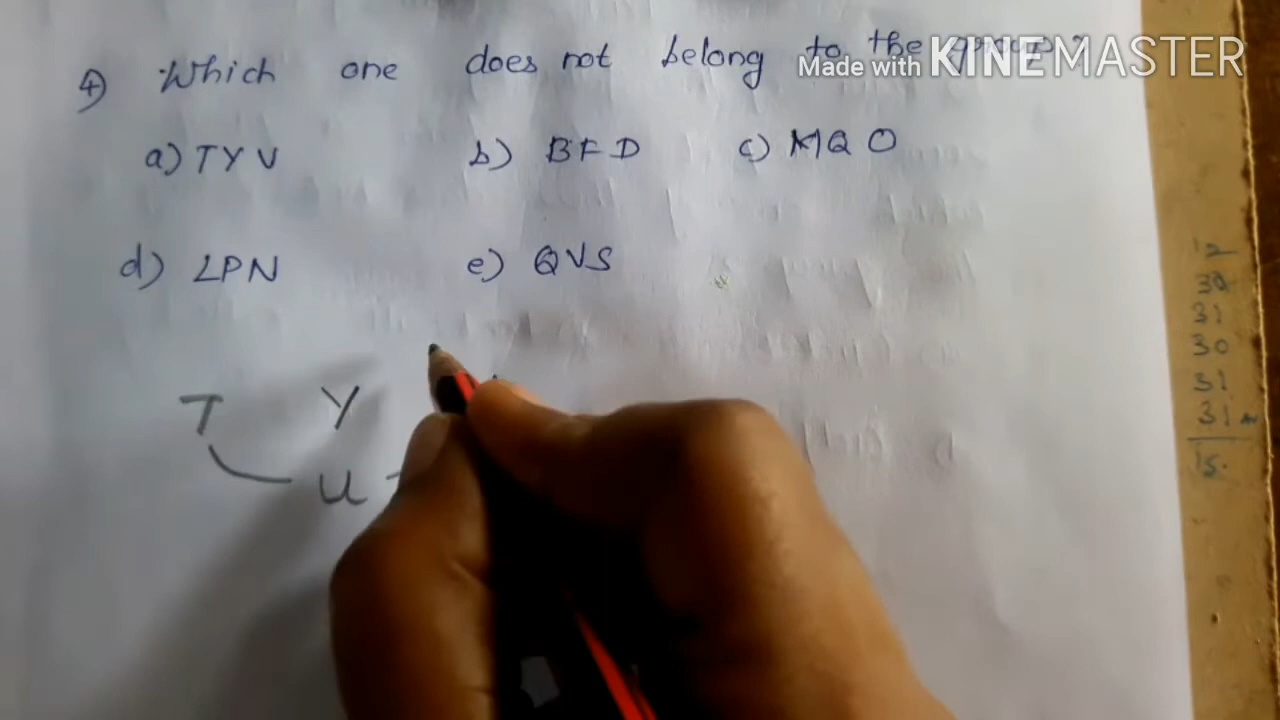 4) Which one does not belong to the group?
Made with KINEMASTER
a) TYV b) BFD c) MQO
d) LPN e) QVS
T Y
U
12
30
31
30
31
31
15.